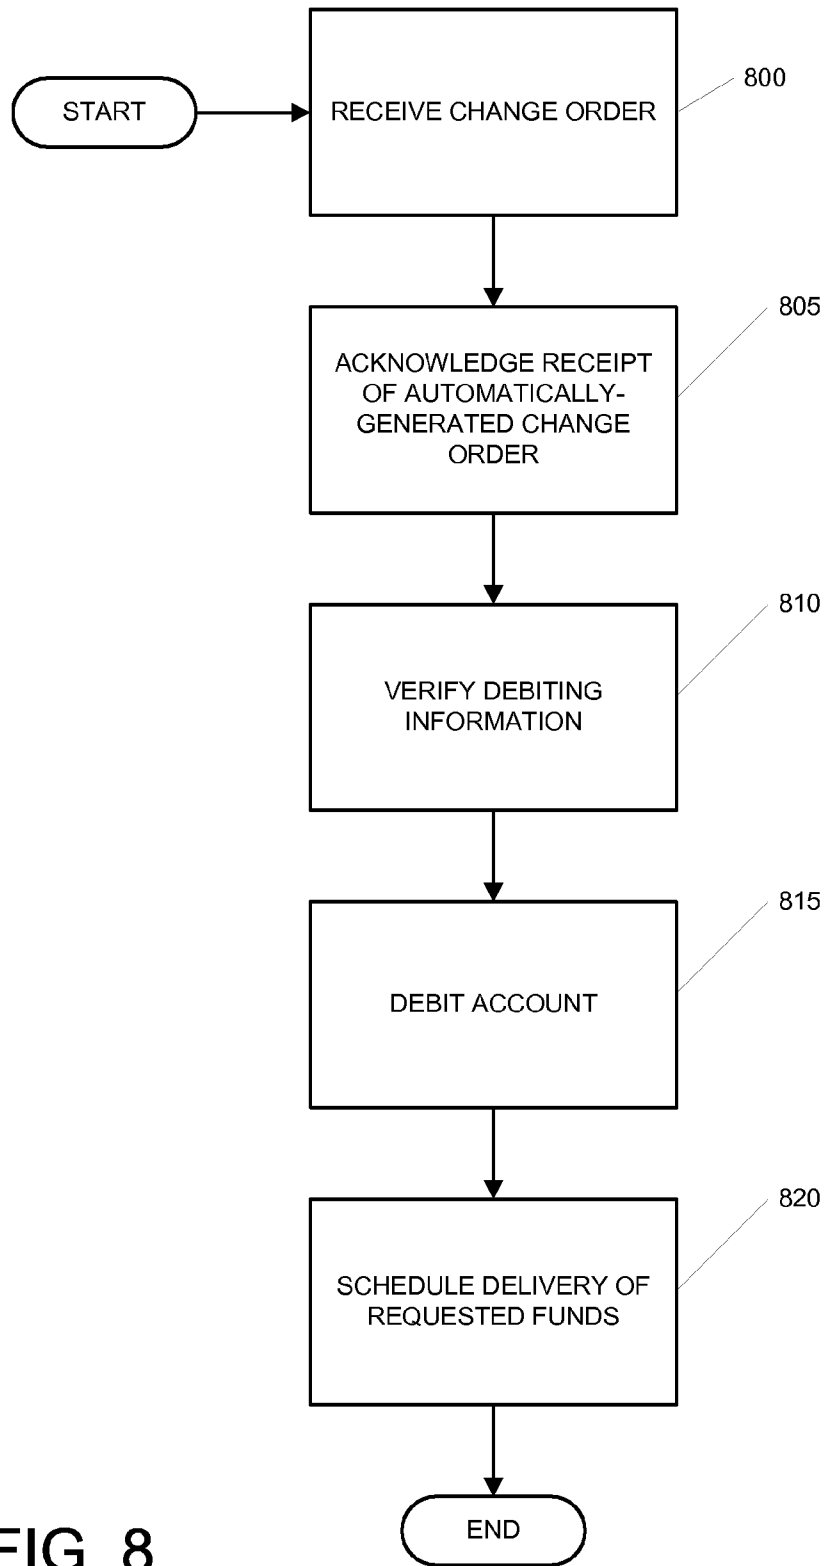 START
RECEIVE CHANGE ORDER
800
805
ACKNOWLEDGE RECEIPT
OF AUTOMATICALLY-
GENERATED CHANGE
ORDER
810
VERIFY DEBITING
INFORMATION
815
DEBIT ACCOUNT
820
SCHEDULE DELIVERY OF
REQUESTED FUNDS
END
FIG. 8